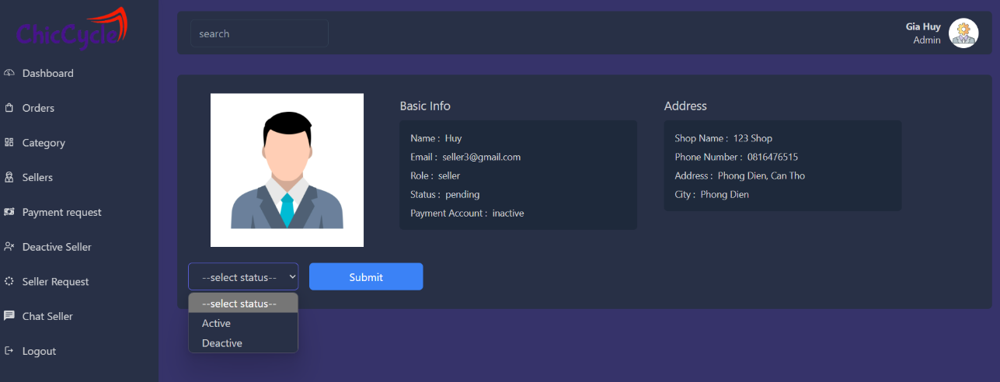 ChicCycle
Dashboard
Orders
Category
Sellers
Payment request
Deactive Seller
Seller Request
Chat Seller
Logout
search
Gia Huy
Admin
Basic Info
Name : Huy
Email : seller3@gmail.com
Role : seller
Status : pending
Payment Account : inactive
Address
Shop Name : 123 Shop
Phone Number : 0816476515
Address : Phong Dien, Can Tho
City : Phong Dien
--select status--
Submit
--select status--
Active
Deactive